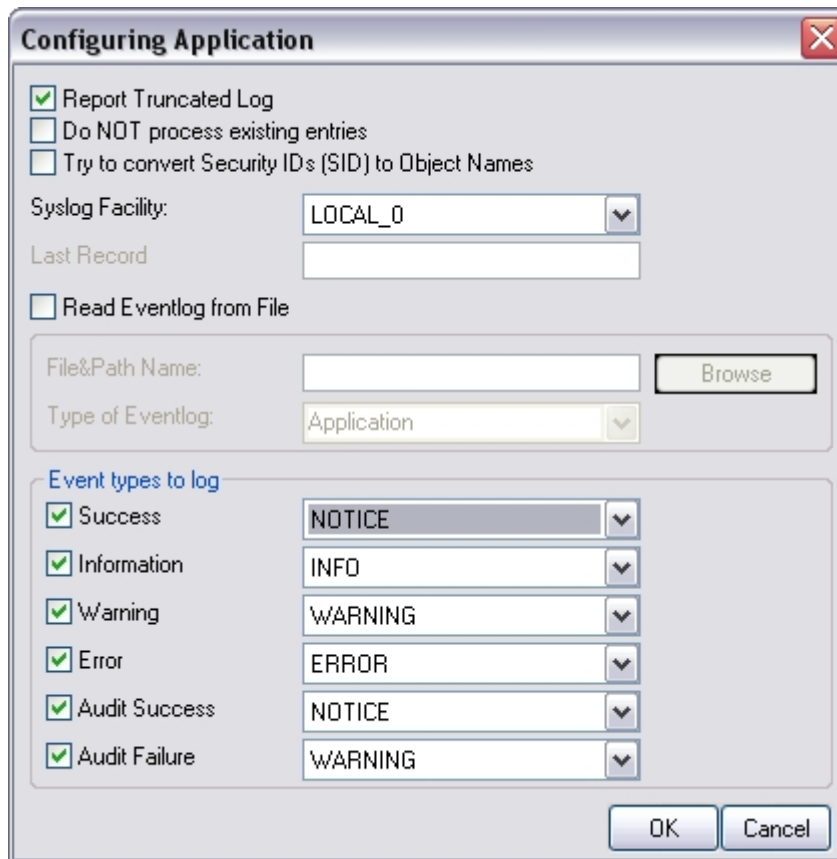 Configuring Application
Report Truncated Log
Do NOT process existing entries
Try to convert Security IDs (SID) to Object Names
Syslog Facility: LOCAL_0
Last Record
Read Eventlog from File
File&Path Name: Browse
Type of Eventlog: Application
Event types to log
Success NOTICE
Information INFO
Warning WARNING
Error ERROR
Audit Success NOTICE
Audit Failure WARNING
OK Cancel